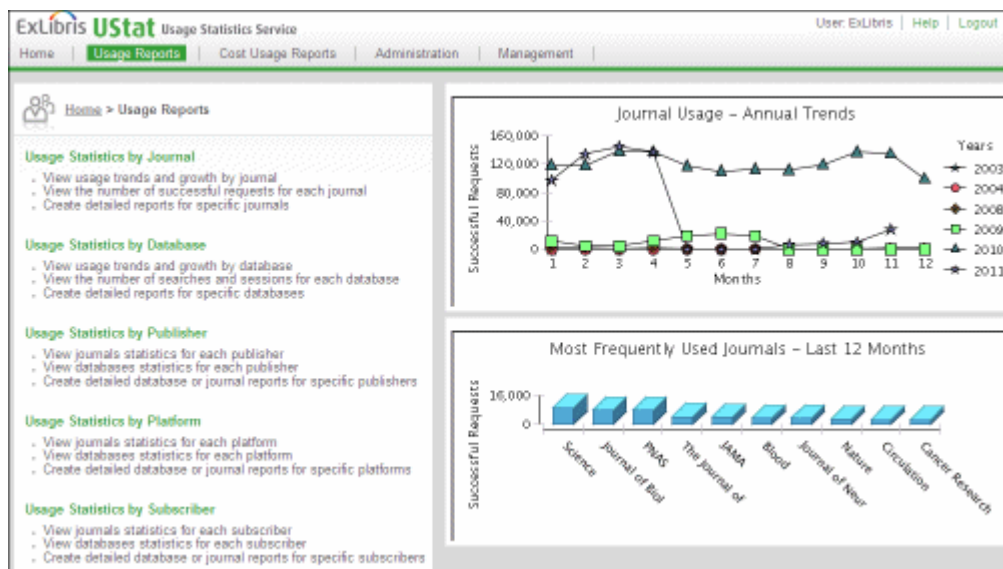 ExLibris UStat Usage Statistics Service
User: ExLibris | Help | Logout
Home | Usage Reports | Cost Usage Reports | Administration | Management |
Home > Usage Reports
Usage Statistics by Journal
View usage trends and growth by journal
View the number of successful requests for each journal
Create detailed reports for specific journals
Usage Statistics by Database
View usage trends and growth by database
View the number of searches and sessions for each database
Create detailed reports for specific databases
Usage Statistics by Publisher
View journals statistics for each publisher
View databases statistics for each publisher
Create detailed database or journal reports for specific publishers
Usage Statistics by Platform
View journals statistics for each platform
View databases statistics for each platform
Create detailed database or journal reports for specific platforms
Usage Statistics by Subscriber
View journals statistics for each subscriber
View databases statistics for each subscriber
Create detailed database or journal reports for specific subscribers
Journal Usage – Annual Trends
Successful Requests
160,000
120,000
80,000
40,000
0
1 2 3 4 5 6 7 8 9 10 11 12
Months
Years
2003
2004
2008
2009
2010
2011
Most Frequently Used Journals – Last 12 Months
Successful Requests
16,000
0
Science
Journal of Biol
PNAS
The Journal of
JAMA
Blood
Journal of Neur
Nature
Circulation
Cancer Research